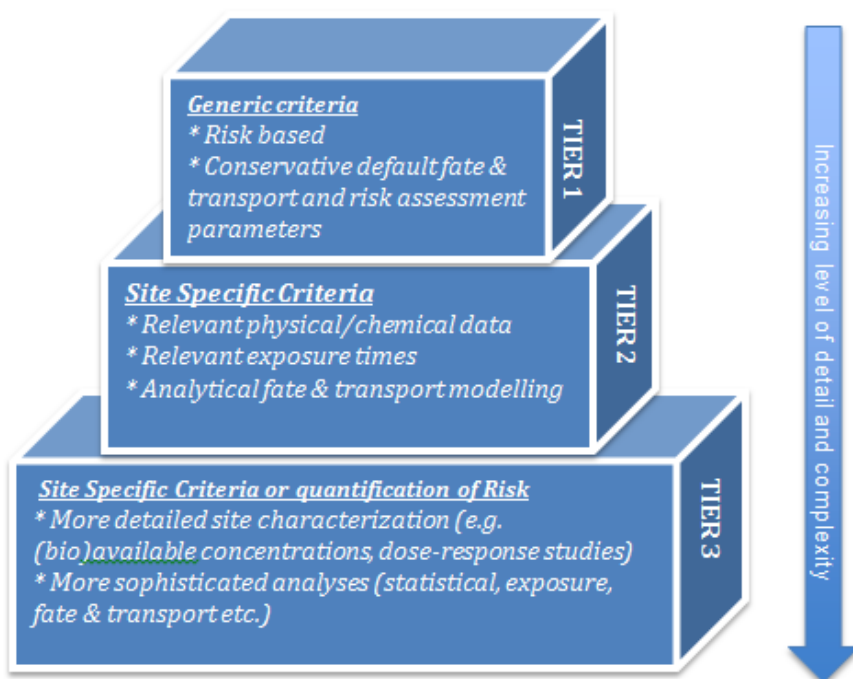 Generic criteria
* Risk based
* Conservative default fate &
transport and risk assessment
parameters
TIER 1
Site Specific Criteria
* Relevant physical/chemical data
* Relevant exposure times
* Analytical fate & transport modelling
TIER 2
Site Specific Criteria or quantification of Risk
* More detailed site characterization (e.g.
(bio)available concentrations, dose-response studies)
* More sophisticated analyses (statistical, exposure,
fate & transport etc.)
TIER 3
Increasing level of detail and complexity